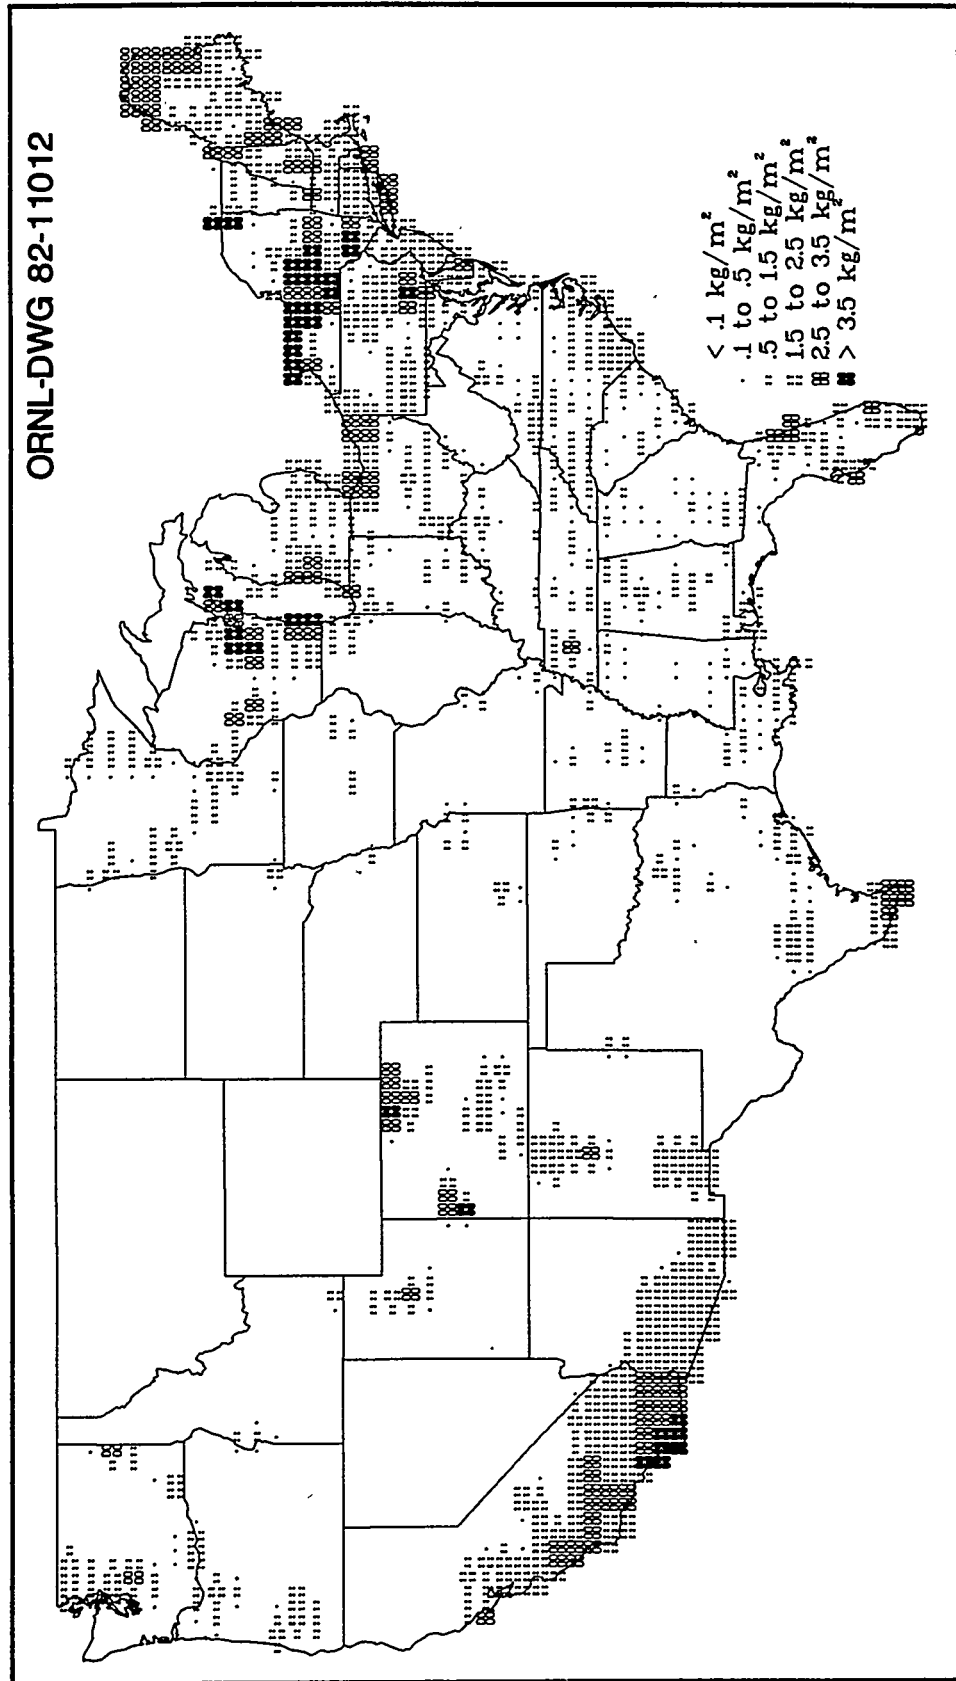 ORNL-DWG 82-11012
< .1 kg/m²
.1 to .5 kg/m²
.5 to 1.5 kg/m²
1.5 to 2.5 kg/m²
2.5 to 3.5 kg/m²
> 3.5 kg/m²